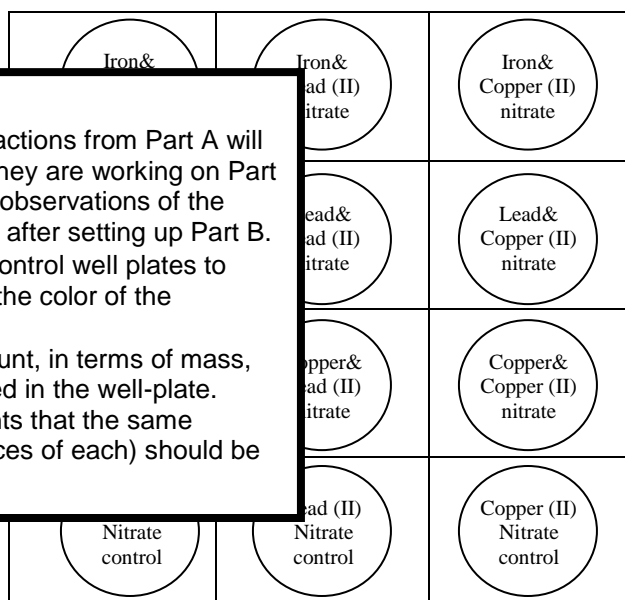 Iron&
Iron&
ad (II)
itrate
Iron&
Copper (II)
nitrate
actions from Part A will
hey are working on Part
observations of the
after setting up Part B.
ontrol well plates to
the color of the
unt, in terms of mass,
ed in the well-plate.
nts that the same
ces of each) should be
ead&
ad (II)
itrate
Lead&
Copper (II)
nitrate
opper&
ead (II)
itrate
Copper&
Copper (II)
nitrate
Nitrate
control
ead (II)
Nitrate
control
Copper (II)
Nitrate
control